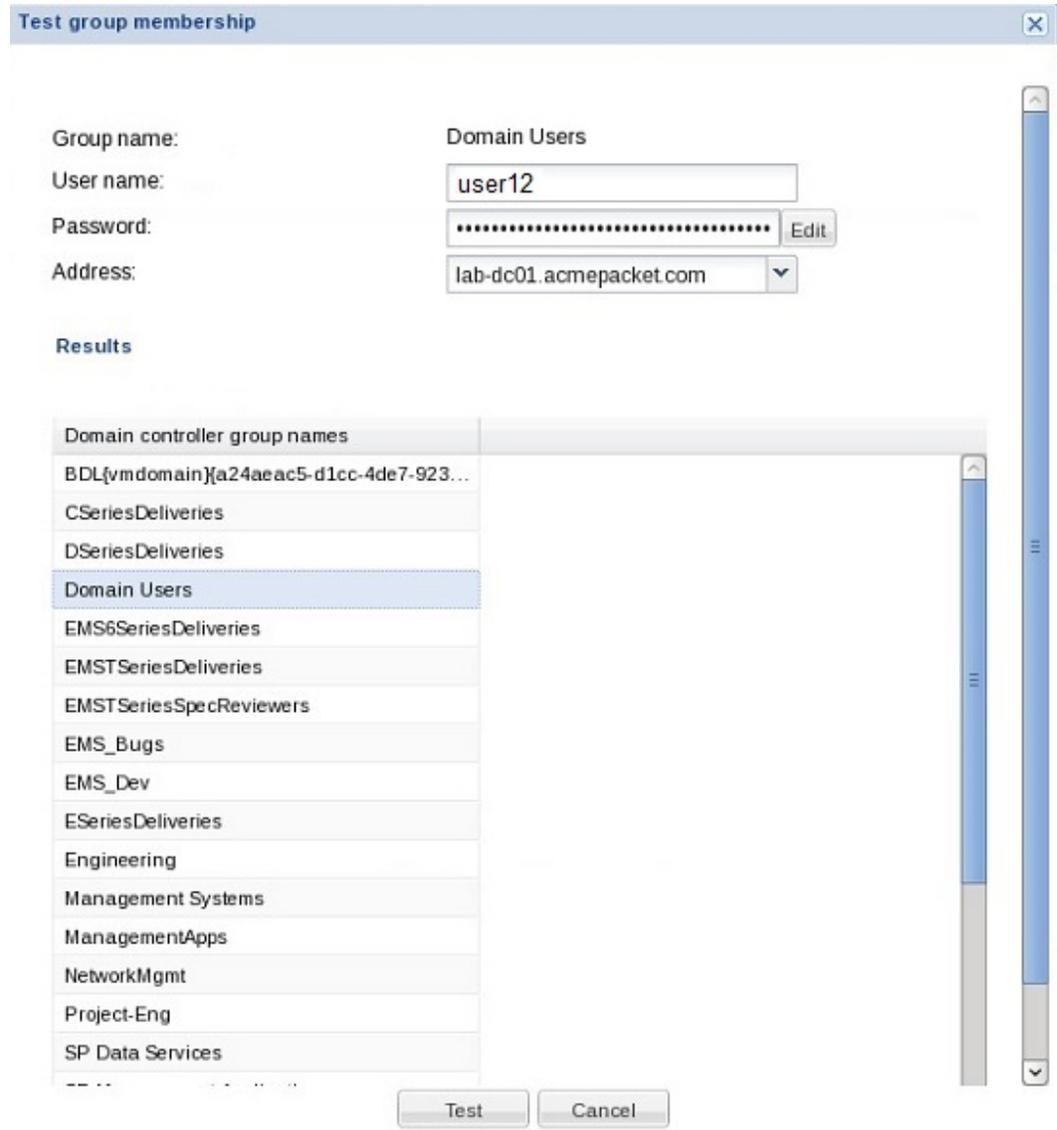 Test group membership
Group name: Domain Users
User name: user12
Password: •••••••••••••••••••••••••••••••••••• Edit
Address: lab-dc01.acmepacket.com
Results
Domain controller group names
BDL{vmdomain}{a24aeac5-d1cc-4de7-923...
CSeriesDeliveries
DSeriesDeliveries
Domain Users
EMS6SeriesDeliveries
EMSTSeriesDeliveries
EMSTSeriesSpecReviewers
EMS_Bugs
EMS_Dev
ESeriesDeliveries
Engineering
Management Systems
ManagementApps
NetworkMgmt
Project-Eng
SP Data Services
Test Cancel